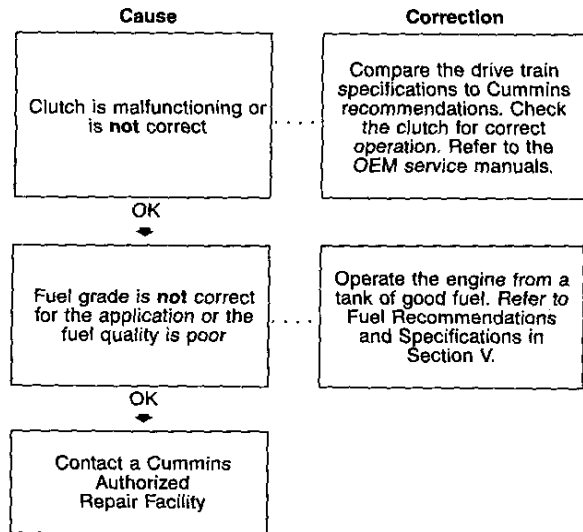 Cause
Correction
Clutch is malfunctioning or
is not correct
Compare the drive train
specifications to Cummins
recommendations. Check
the clutch for correct
operation. Refer to the
OEM service manuals.
OK
Fuel grade is not correct
for the application or the
fuel quality is poor
Operate the engine from a
tank of good fuel. Refer to
Fuel Recommendations
and Specifications in
Section V.
OK
Contact a Cummins
Authorized
Repair Facility